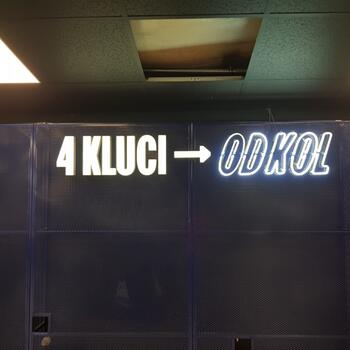 4 KLUCI → ODKOL